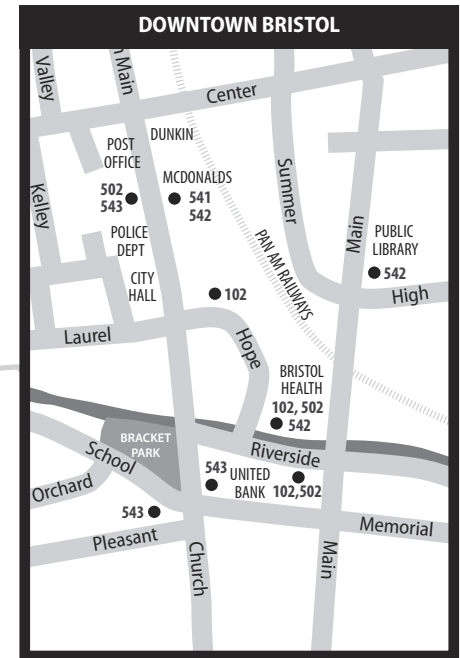 DOWNTOWN BRISTOL
Valley
n Main
Center
DUNKIN
POST
OFFICE
MCDONALDS
502
543
541
542
Kelley
Summer
POLICE
DEPT
PAN AM RAILWAYS
Main
PUBLIC
LIBRARY
542
CITY
HALL
102
High
Laurel
Hope
BRISTOL
HEALTH
102, 502
542
BRACKET
PARK
School
Riverside
543
UNITED
BANK
102,502
Orchard
543
Memorial
Pleasant
Church
Main